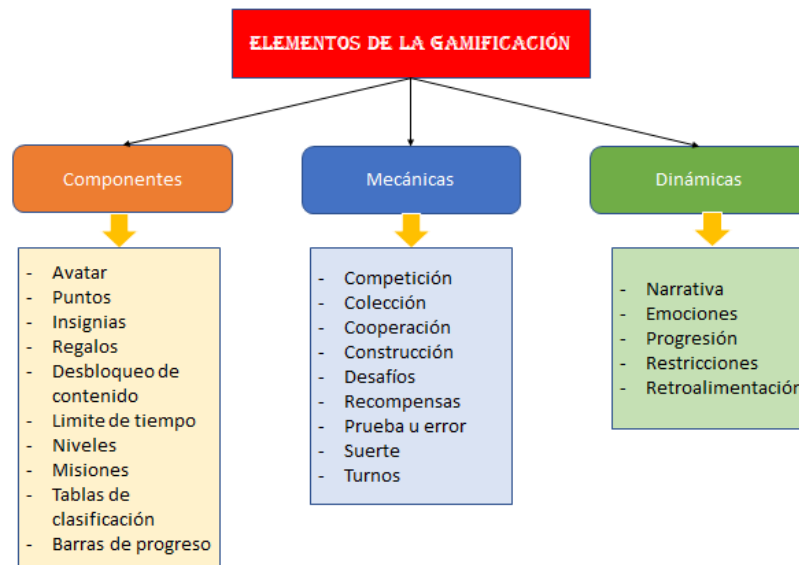 ELEMENTOS DE LA GAMIFICACIÓN
Componentes
- Avatar
- Puntos
- Insignias
- Regalos
- Desbloqueo de
contenido
- Limite de tiempo
- Niveles
- Misiones
- Tablas de
clasificación
- Barras de progreso
Mecánicas
- Competición
- Colección
- Cooperación
- Construcción
- Desafíos
- Recompensas
- Prueba u error
- Suerte
- Turnos
Dinámicas
- Narrativa
- Emociones
- Progresión
- Restricciones
- Retroalimentación